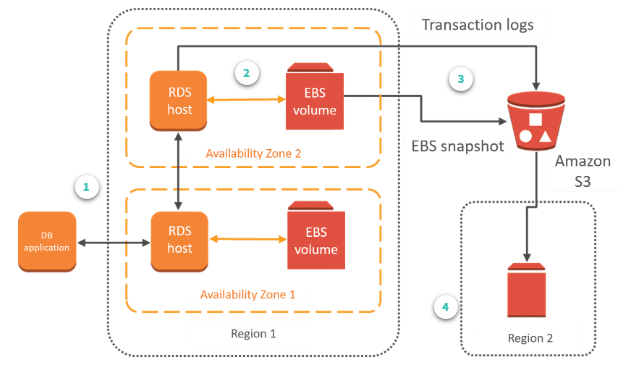 Transaction logs
3
2
RDS
host
EBS
volume
EBS snapshot
Amazon
S3
Availability Zone 2
1
DB
application
RDS
host
EBS
volume
Availability Zone 1
Region 1
4
Region 2